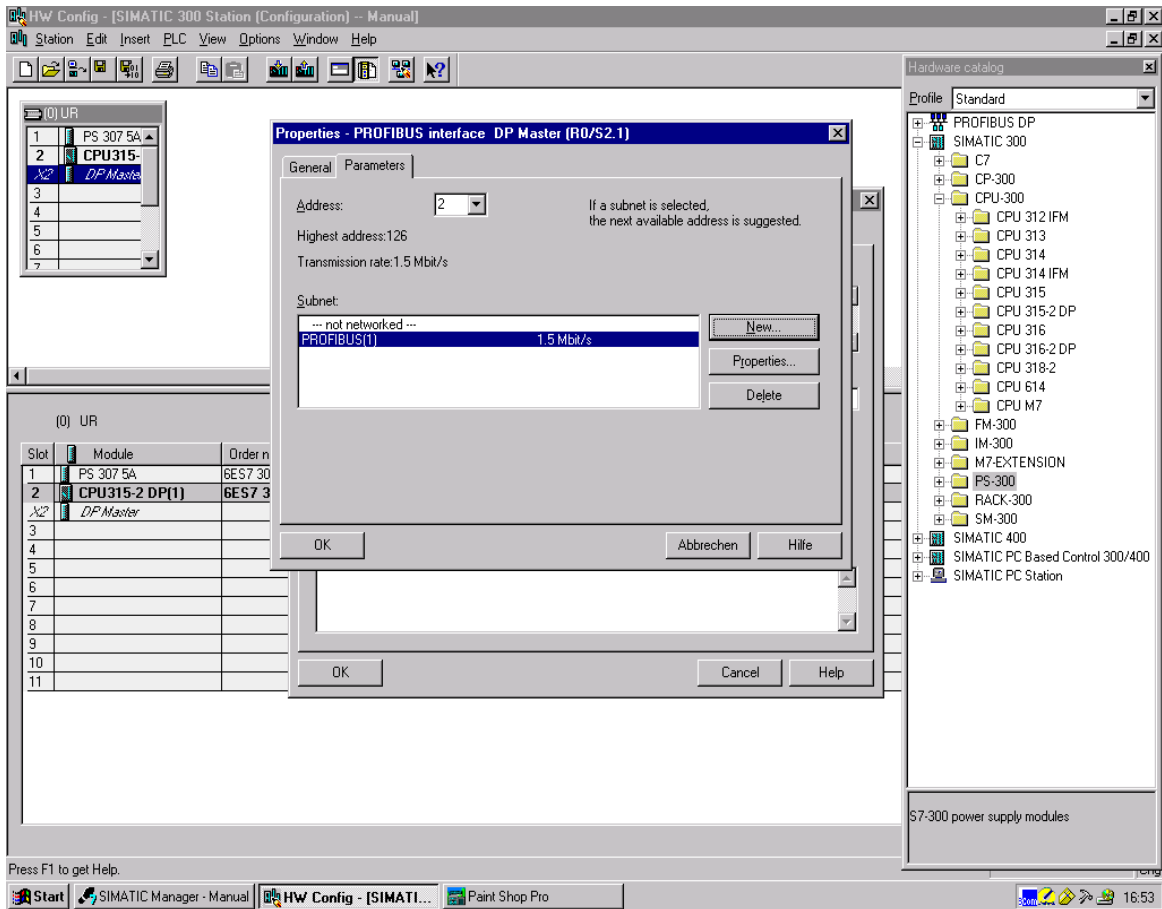 HW Config - [SIMATIC 300 Station (Configuration) -- Manual]
Station Edit Insert PLC View Options Window Help
(0) UR
1 PS 307 5A
2 CPU315-
X2 DP Maste
3
4
5
6
7
Properties - PROFIBUS interface DP Master (R0/S2.1)
General Parameters
Address: 2
If a subnet is selected,
the next available address is suggested.
Highest address:126
Transmission rate:1.5 Mbit/s
Subnet:
--- not networked ---
PROFIBUS(1) 1.5 Mbit/s
New...
Properties...
Delete
OK Abbrechen Hilfe
OK Cancel Help
(0) UR
Slot Module Order n
1 PS 307 5A 6ES7 30
2 CPU315-2 DP(1) 6ES7 3
X2 DP Master
3
4
5
6
7
8
9
10
11
Hardware catalog
Profile Standard
PROFIBUS DP
SIMATIC 300
C7
CP-300
CPU-300
CPU 312 IFM
CPU 313
CPU 314
CPU 314 IFM
CPU 315
CPU 315-2 DP
CPU 316
CPU 316-2 DP
CPU 318-2
CPU 614
CPU M7
FM-300
IM-300
M7-EXTENSION
PS-300
RACK-300
SM-300
SIMATIC 400
SIMATIC PC Based Control 300/400
SIMATIC PC Station
S7-300 power supply modules
Press F1 to get Help.
Start SIMATIC Manager - Manual HW Config - [SIMATI... Paint Shop Pro 16:53